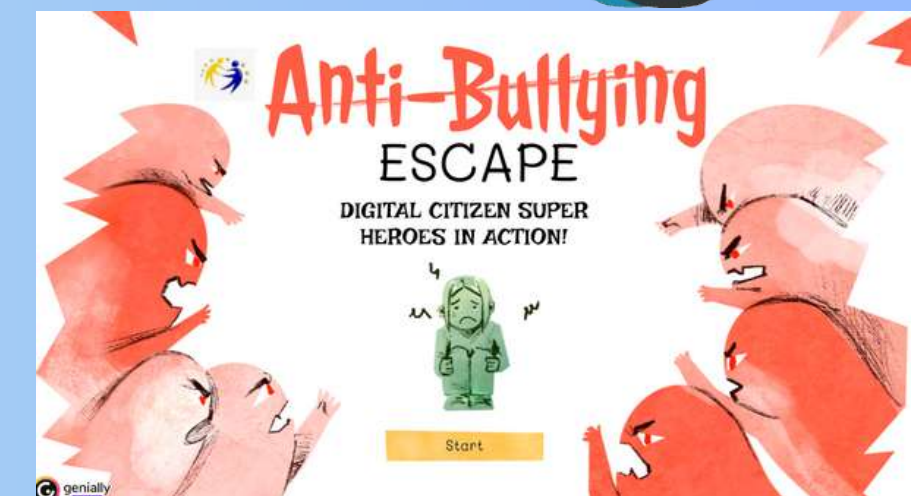 Anti-Bullying
ESCAPE
DIGITAL CITIZEN SUPER
HEROES IN ACTION!
Start
genially